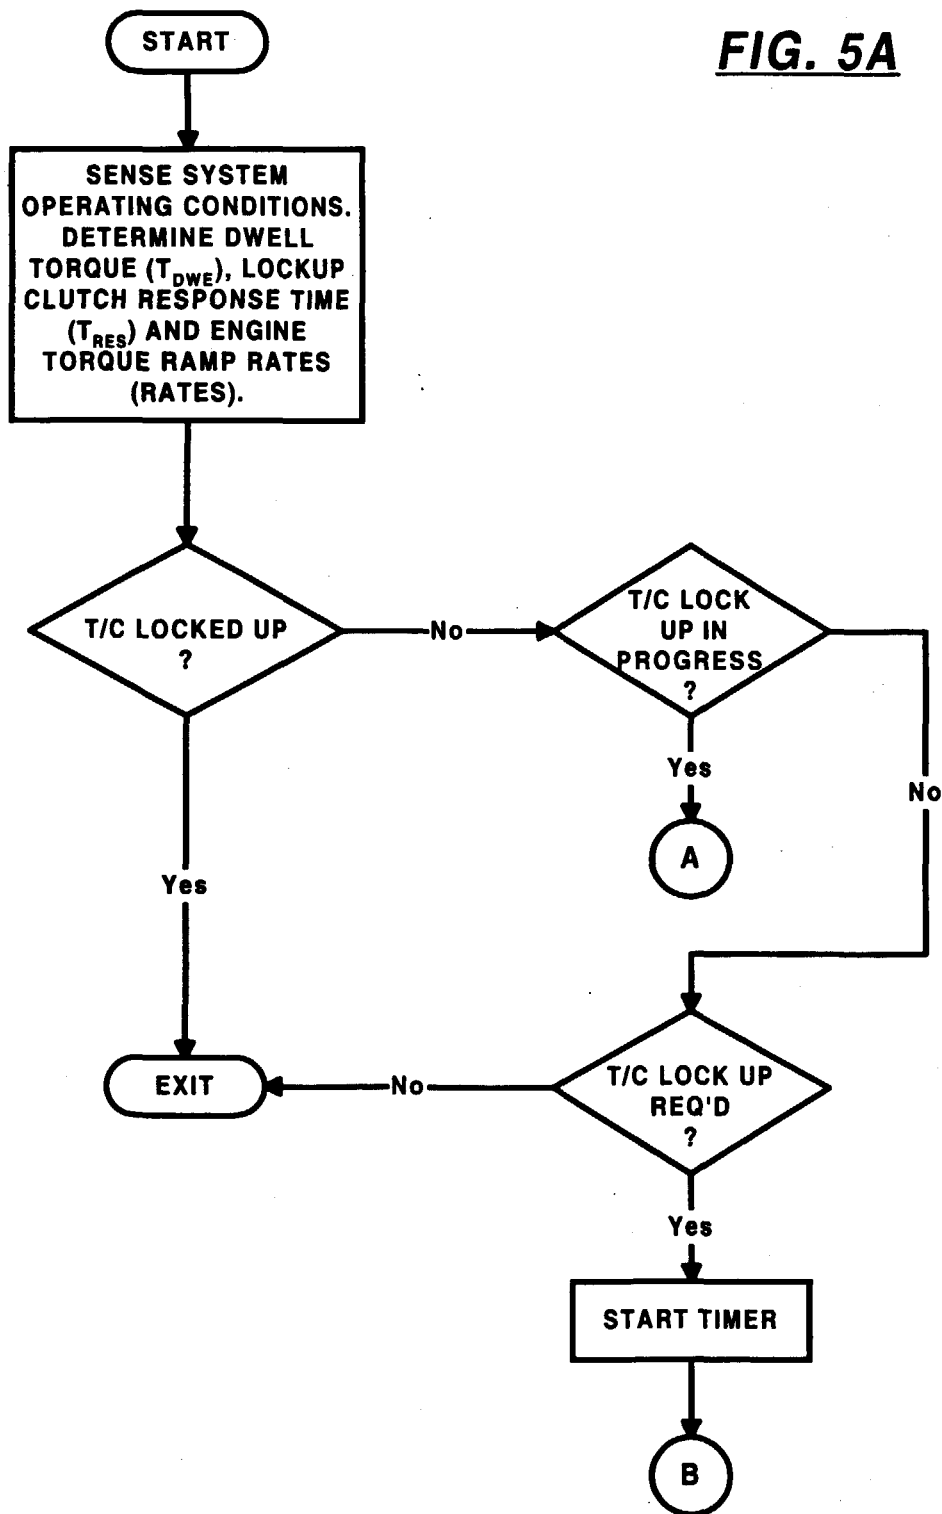 START
FIG. 5A
SENSE SYSTEM
OPERATING CONDITIONS.
DETERMINE DWELL
TORQUE (T_DWE), LOCKUP
CLUTCH RESPONSE TIME
(T_RES) AND ENGINE
TORQUE RAMP RATES
(RATES).
T/C LOCKED UP
?
No
T/C LOCK
UP IN
PROGRESS
?
Yes
No
A
Yes
EXIT
No
T/C LOCK UP
REQ'D
?
Yes
START TIMER
B